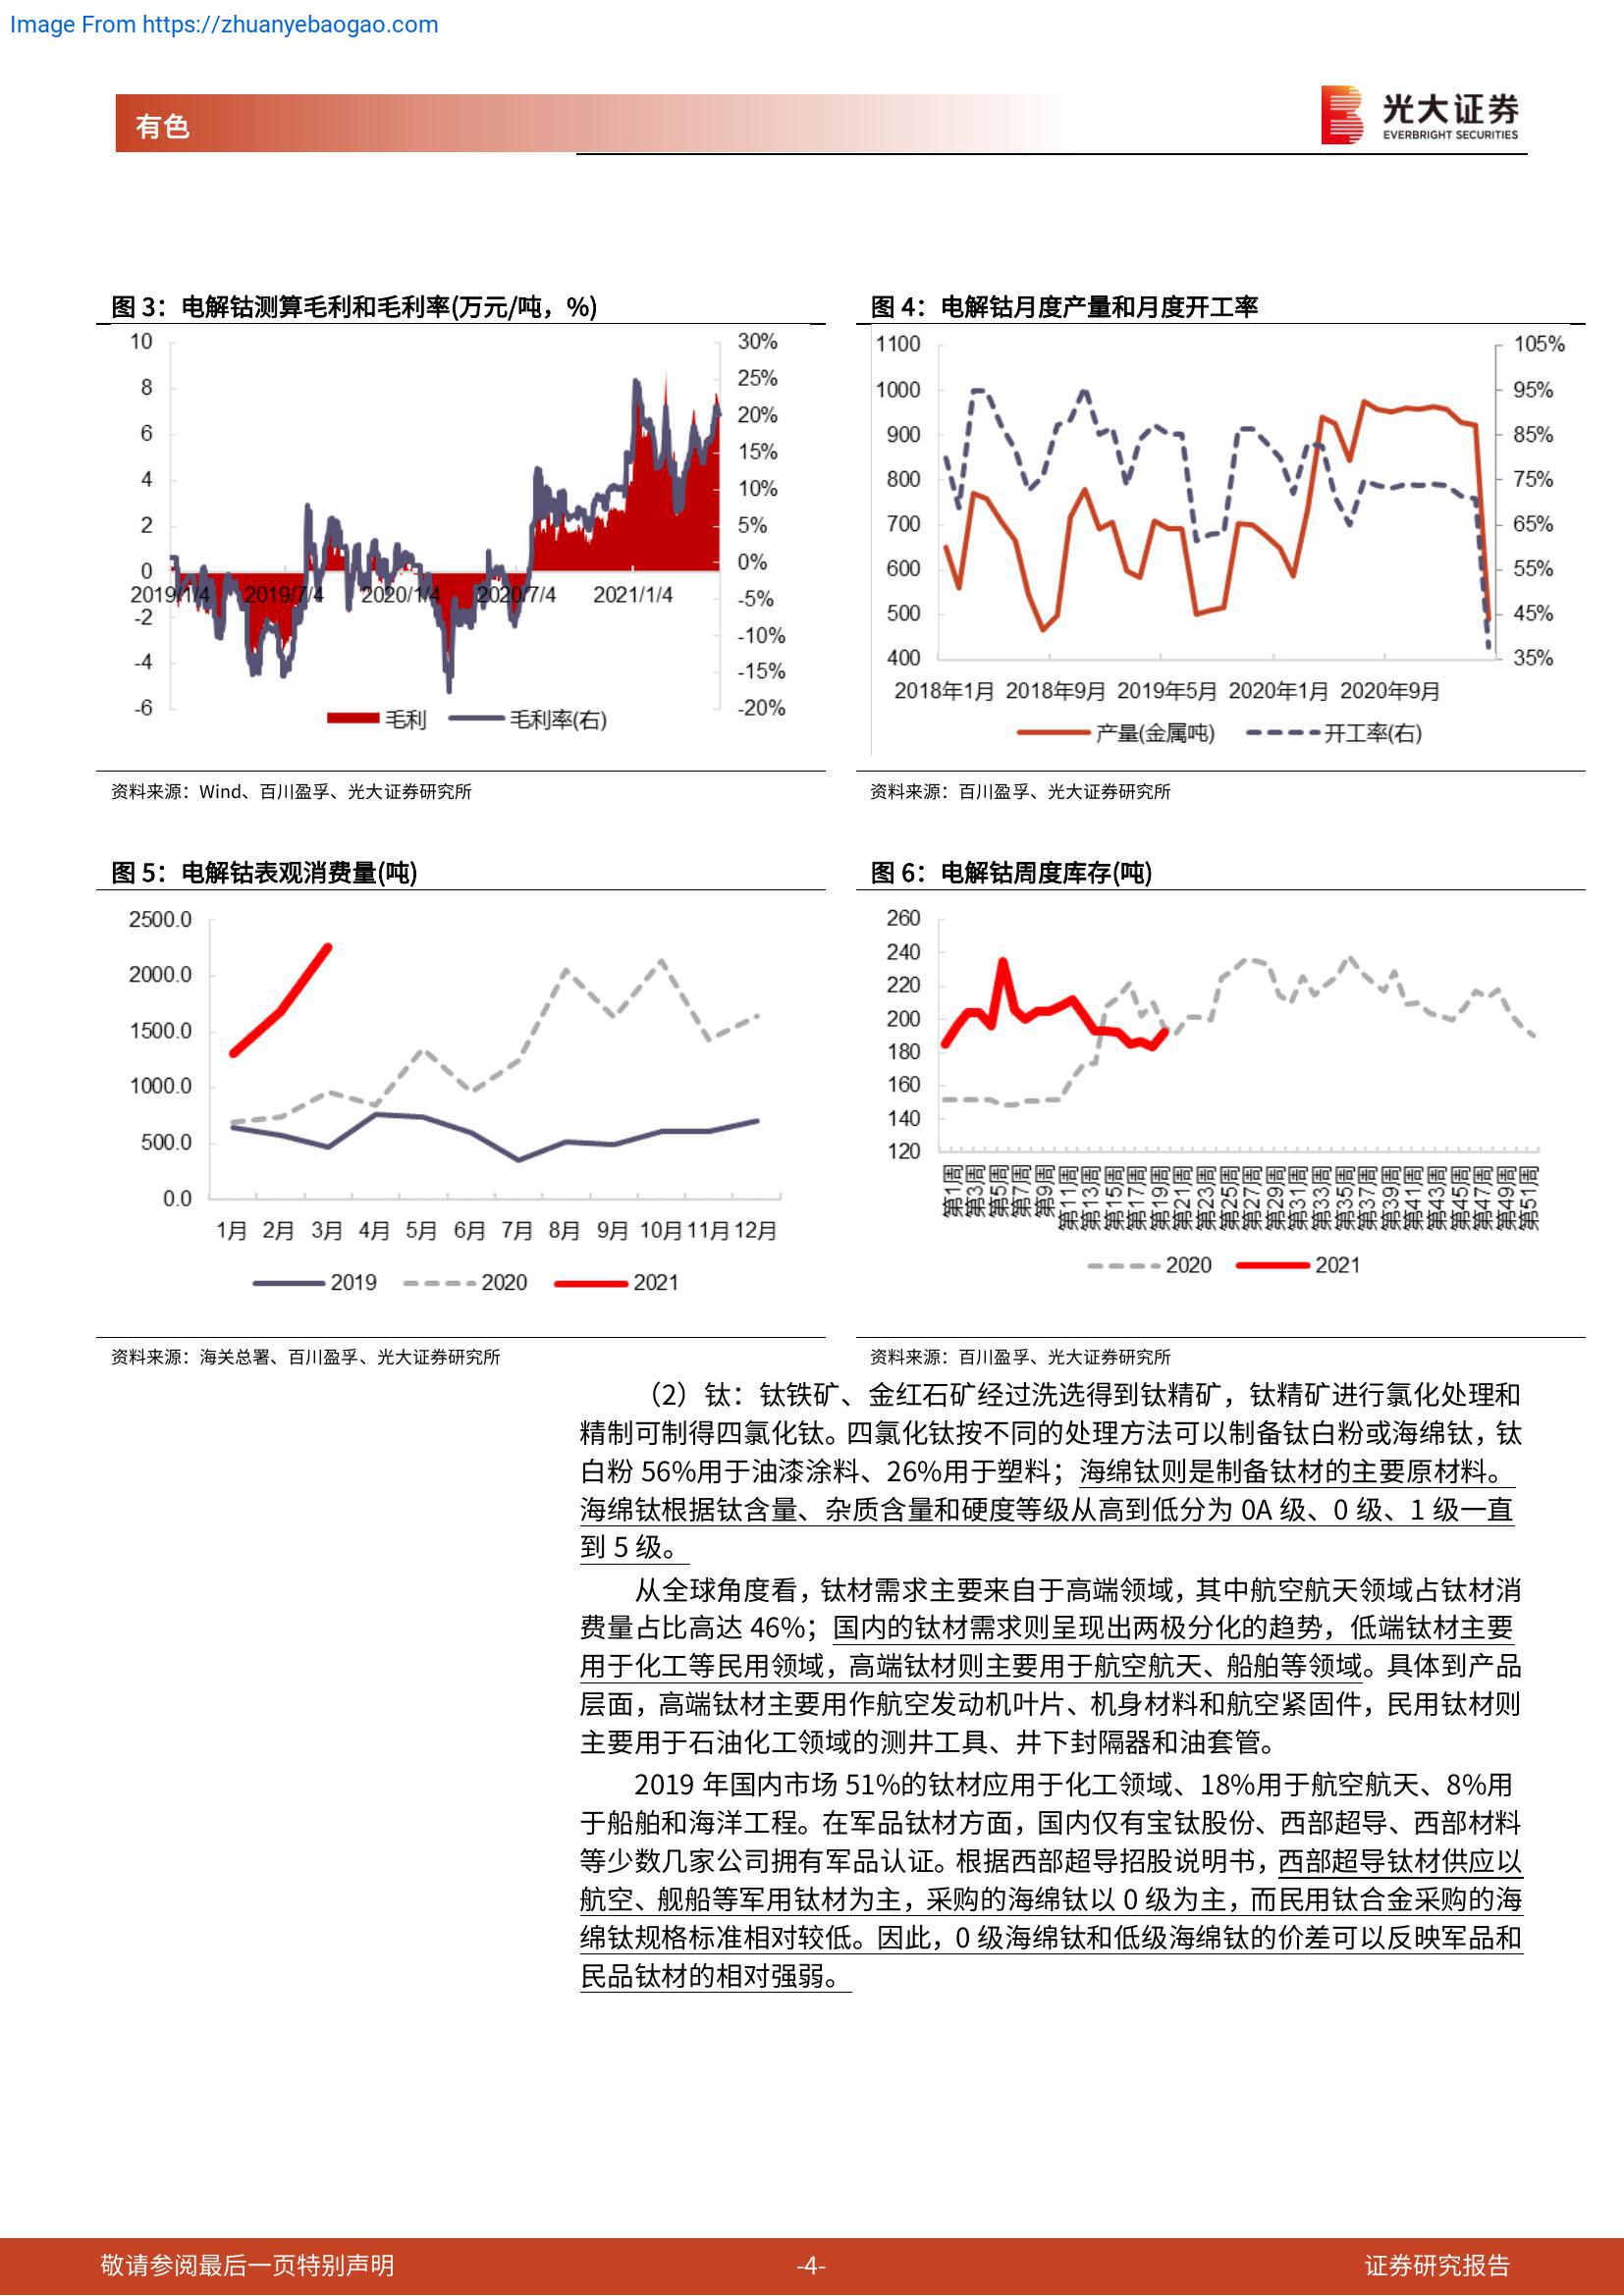 Image From https://zhuanyebaogao.com
有色
光大证券
EVERBRIGHT SECURITIES
图 3：电解钴测算毛利和毛利率(万元/吨，%)
10
8
6
4
2
0
-2
-4
-6
30%
25%
20%
15%
10%
5%
0%
-5%
-10%
-15%
-20%
2019/1/4 2019/7/4 2020/1/4 2020/7/4 2021/1/4
毛利 毛利率(右)
资料来源：Wind、百川盈孚、光大证券研究所
图 4：电解钴月度产量和月度开工率
1100
1000
900
800
700
600
500
400
105%
95%
85%
75%
65%
55%
45%
35%
2018年1月 2018年9月 2019年5月 2020年1月 2020年9月
产量(金属吨) 开工率(右)
资料来源：百川盈孚、光大证券研究所
图 5：电解钴表观消费量(吨)
2500.0
2000.0
1500.0
1000.0
500.0
0.0
1月 2月 3月 4月 5月 6月 7月 8月 9月 10月 11月 12月
2019 2020 2021
资料来源：海关总署、百川盈孚、光大证券研究所
图 6：电解钴周度库存(吨)
260
240
220
200
180
160
140
120
第1周 第3周 第5周 第7周 第9周 第11周 第13周 第15周 第17周 第19周 第21周 第23周 第25周 第27周 第29周 第31周 第33周 第35周 第37周 第39周 第41周 第43周 第45周 第47周 第49周 第51周
2020 2021
资料来源：百川盈孚、光大证券研究所
（2）钛：钛铁矿、金红石矿经过洗选得到钛精矿，钛精矿进行氯化处理和
精制可制得四氯化钛。四氯化钛按不同的处理方法可以制备钛白粉或海绵钛，钛
白粉 56%用于油漆涂料、26%用于塑料；海绵钛则是制备钛材的主要原材料。
海绵钛根据钛含量、杂质含量和硬度等级从高到低分为 0A 级、0 级、1 级一直
到 5 级。
从全球角度看，钛材需求主要来自于高端领域，其中航空航天领域占钛材消
费量占比高达 46%；国内的钛材需求则呈现出两极分化的趋势，低端钛材主要
用于化工等民用领域，高端钛材则主要用于航空航天、船舶等领域。具体到产品
层面，高端钛材主要用作航空发动机叶片、机身材料和航空紧固件，民用钛材则
主要用于石油化工领域的测井工具、井下封隔器和油套管。
2019 年国内市场 51%的钛材应用于化工领域、18%用于航空航天、8%用
于船舶和海洋工程。在军品钛材方面，国内仅有宝钛股份、西部超导、西部材料
等少数几家公司拥有军品认证。根据西部超导招股说明书，西部超导钛材供应以
航空、舰船等军用钛材为主，采购的海绵钛以 0 级为主，而民用钛合金采购的海
绵钛规格标准相对较低。因此，0 级海绵钛和低级海绵钛的价差可以反映军品和
民品钛材的相对强弱。
敬请参阅最后一页特别声明
-4-
证券研究报告